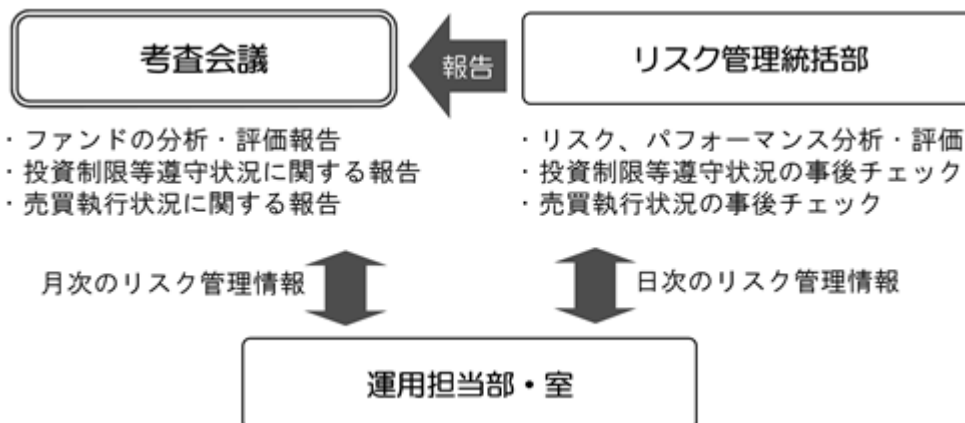 考査会議
報告
リスク管理統括部
・ファンドの分析・評価報告
・投資制限等遵守状況に関する報告
・売買執行状況に関する報告
・リスク、パフォーマンス分析・評価
・投資制限等遵守状況の事後チェック
・売買執行状況の事後チェック
月次のリスク管理情報
日次のリスク管理情報
運用担当部・室